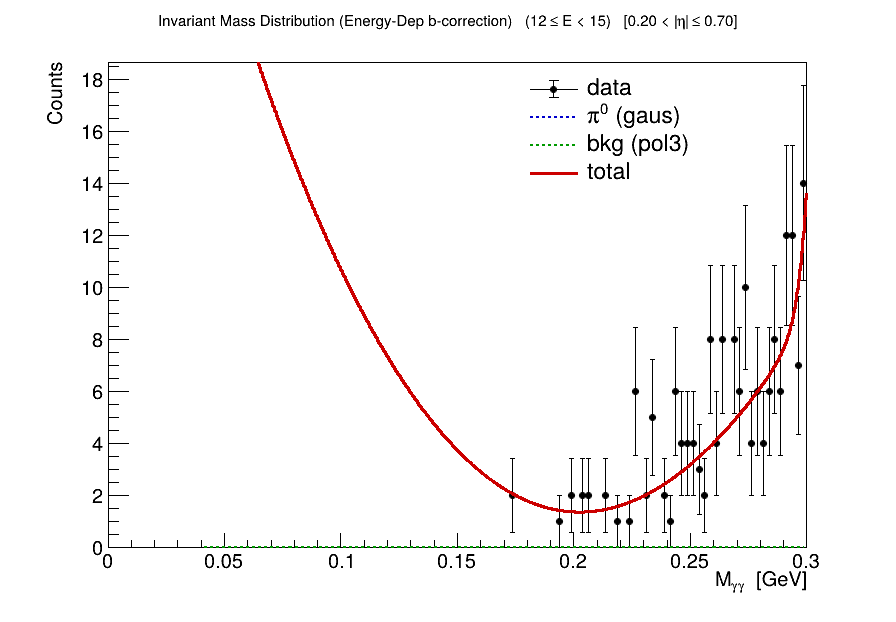 Invariant Mass Distribution (Energy-Dep b-correction) (12 ≤ E < 15) [0.20 < |η| ≤ 0.70]
Counts
18
16
14
12
10
8
6
4
2
0
data
π⁰ (gaus)
bkg (pol3)
total
0 0.05 0.1 0.15 0.2 0.25 0.3
M_γγ [GeV]